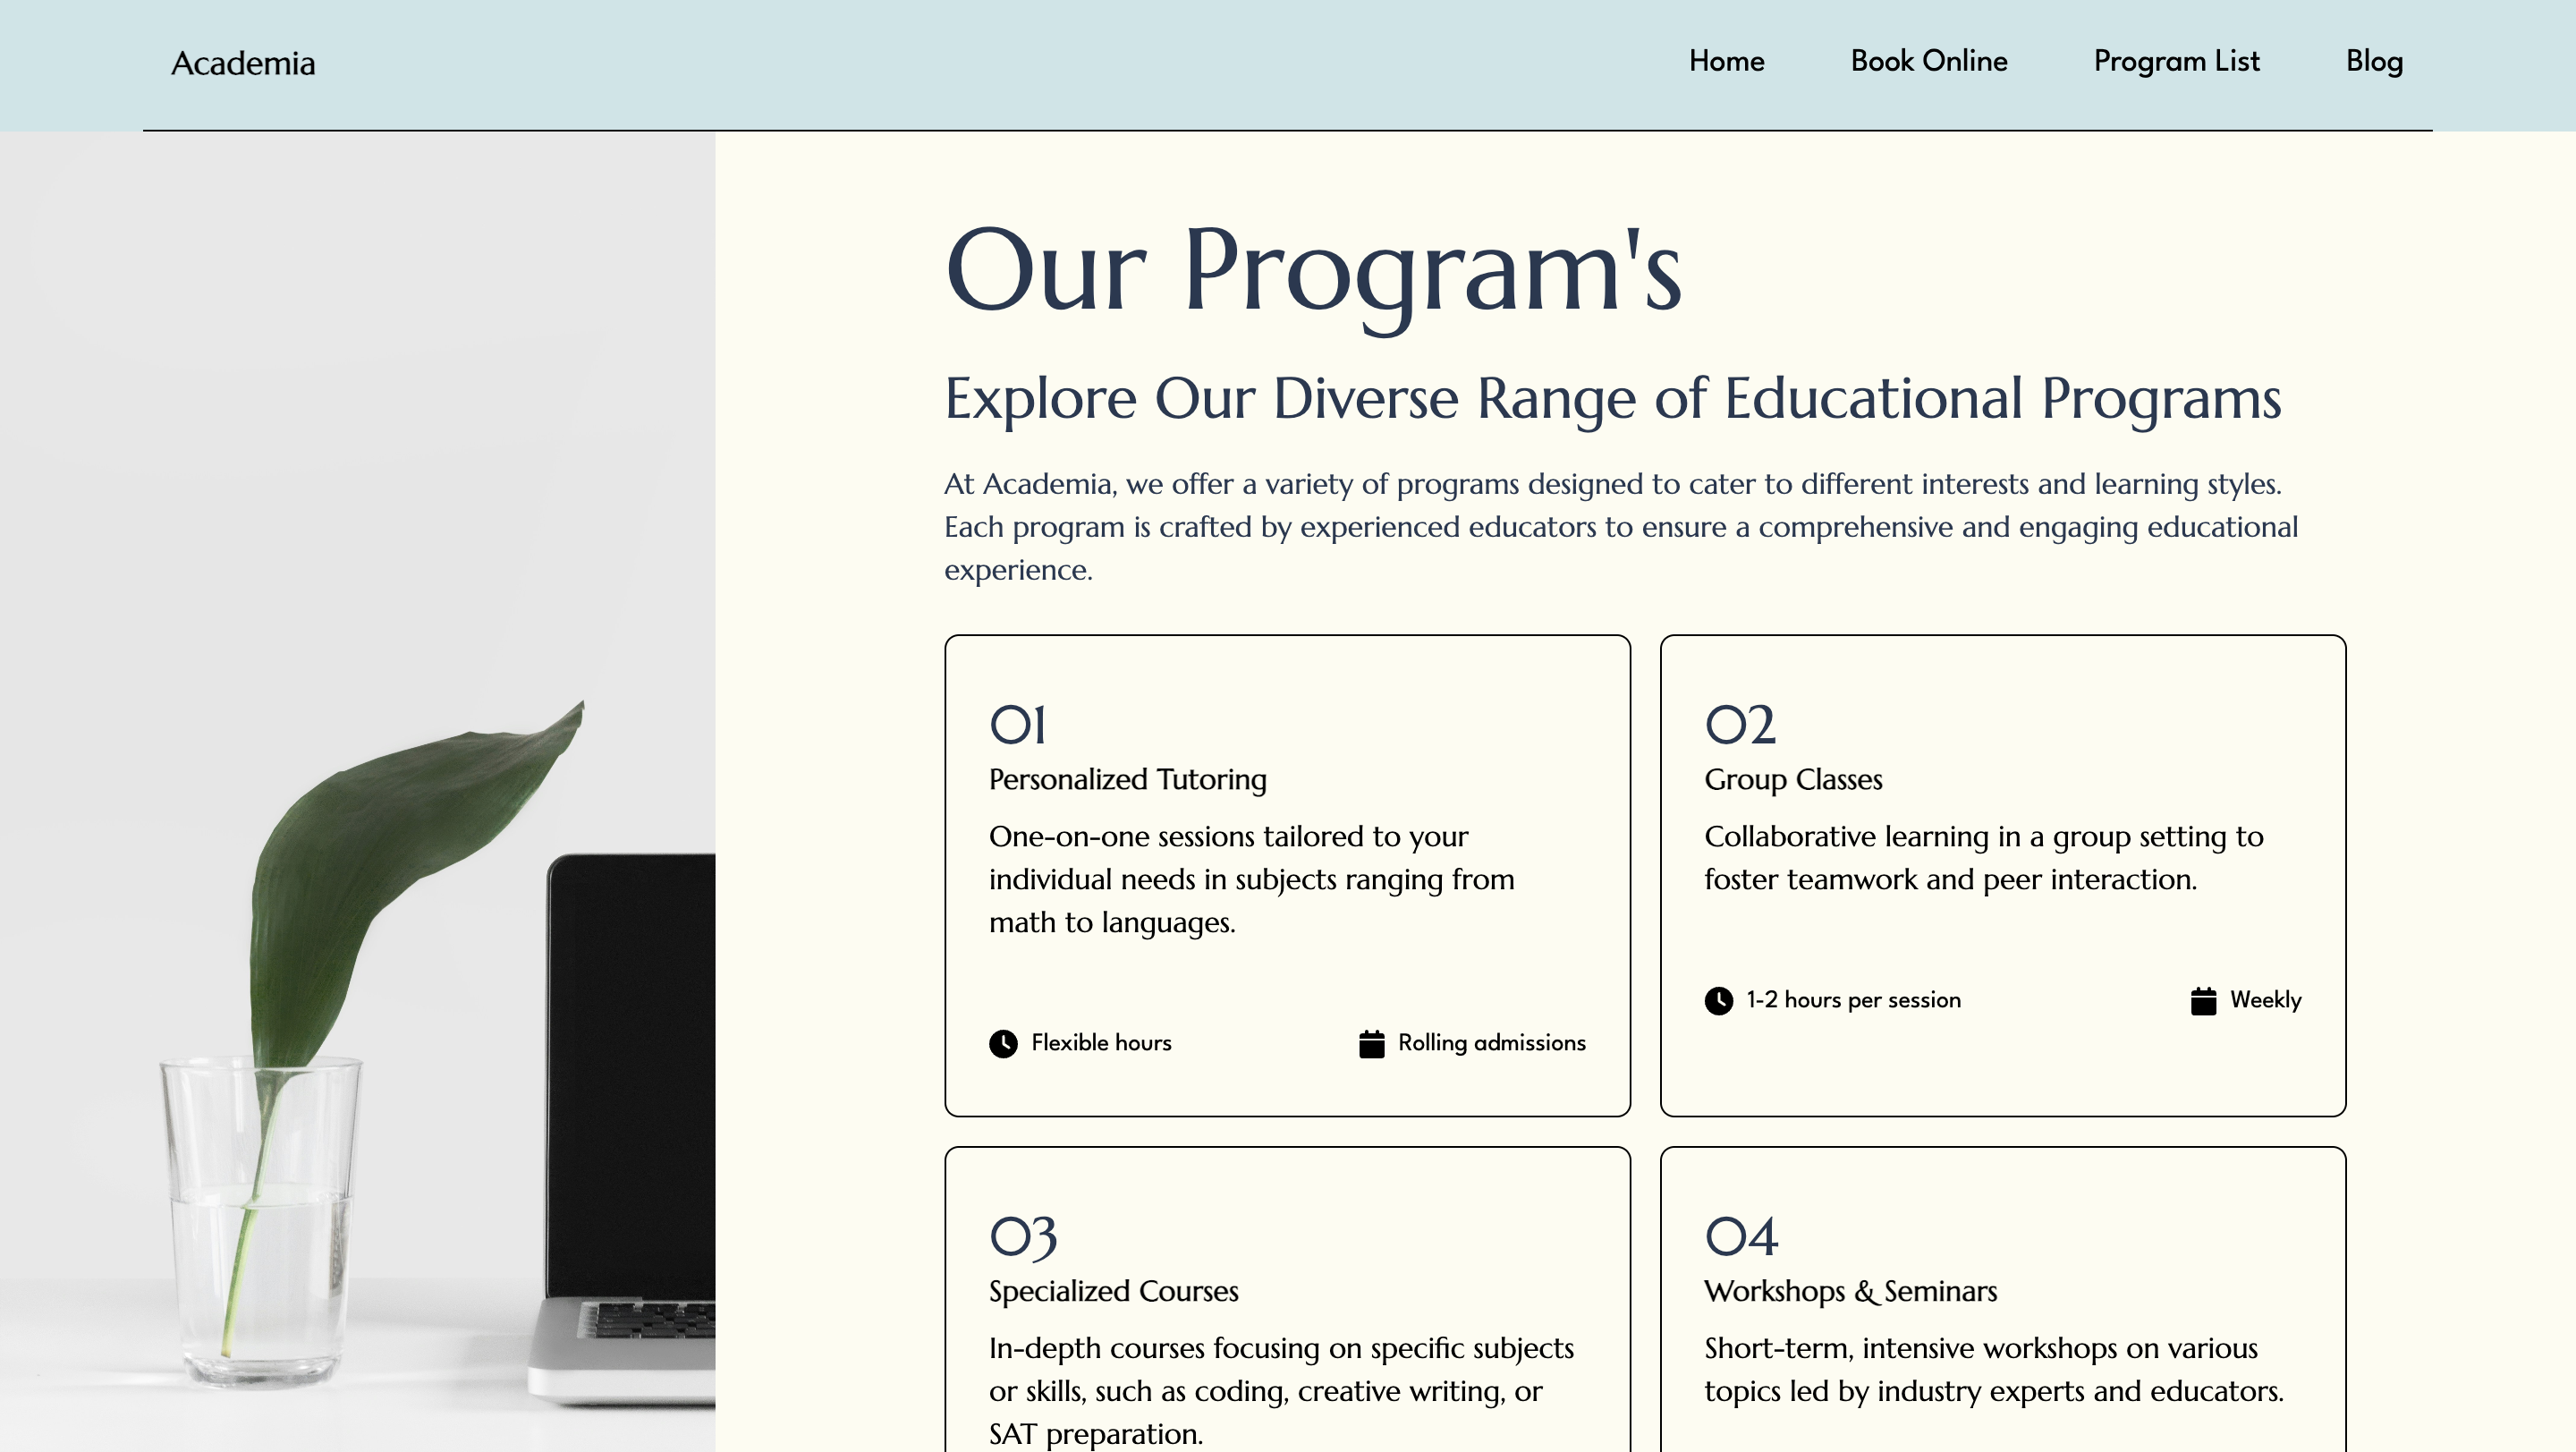 Academia
Home Book Online Program List Blog
Our Program's
Explore Our Diverse Range of Educational Programs
At Academia, we offer a variety of programs designed to cater to different interests and learning styles.
Each program is crafted by experienced educators to ensure a comprehensive and engaging educational
experience.
01
Personalized Tutoring
One-on-one sessions tailored to your
individual needs in subjects ranging from
math to languages.
Flexible hours Rolling admissions
02
Group Classes
Collaborative learning in a group setting to
foster teamwork and peer interaction.
1-2 hours per session Weekly
03
Specialized Courses
In-depth courses focusing on specific subjects
or skills, such as coding, creative writing, or
SAT preparation.
04
Workshops & Seminars
Short-term, intensive workshops on various
topics led by industry experts and educators.